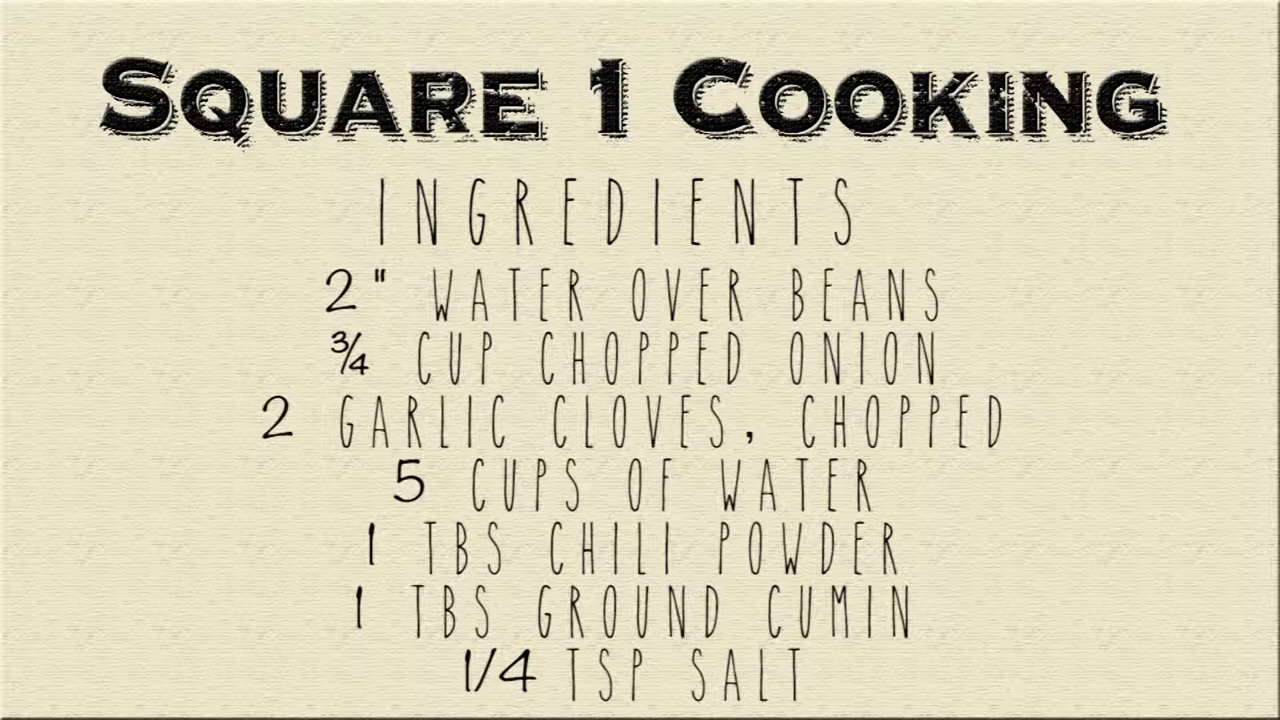 Square 1 Cooking
INGREDIENTS
2" WATER OVER BEANS
¾ CUP CHOPPED ONION
2 GARLIC CLOVES, CHOPPED
5 CUPS OF WATER
1 TBS CHILI POWDER
1 TBS GROUND CUMIN
1/4 TSP SALT